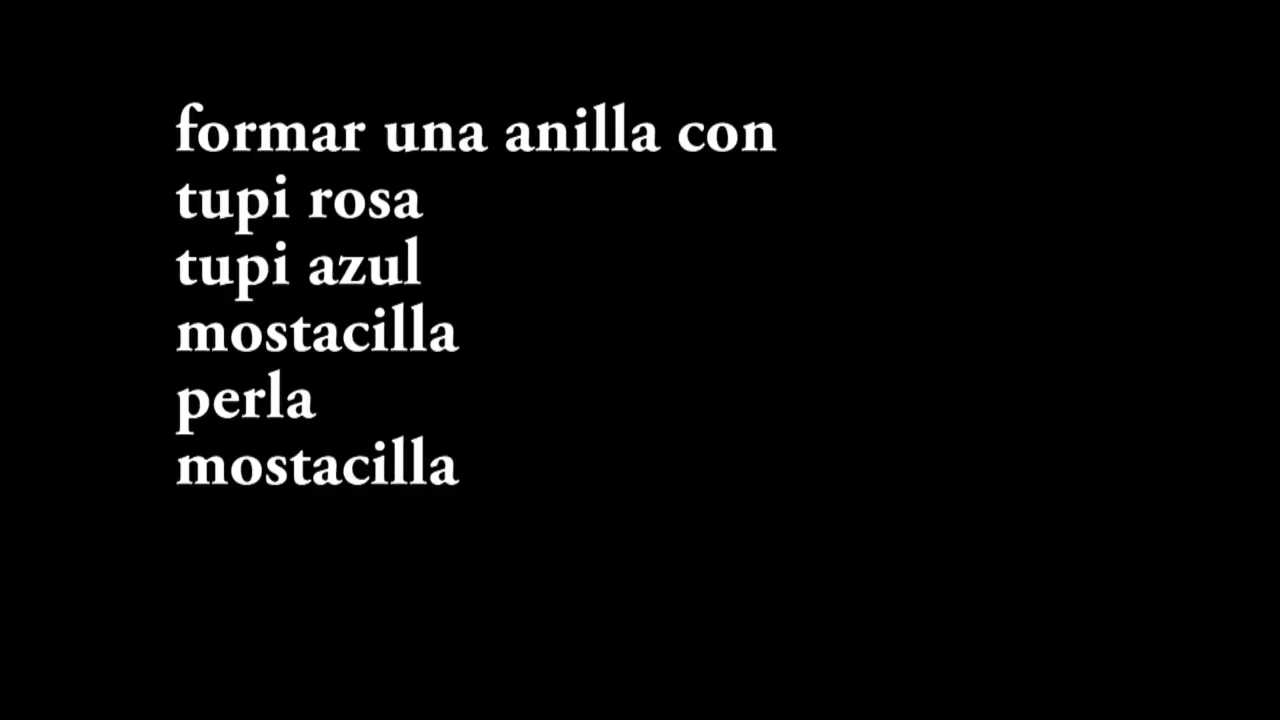 formar una anilla con
tupi rosa
tupi azul
mostacilla
perla
mostacilla